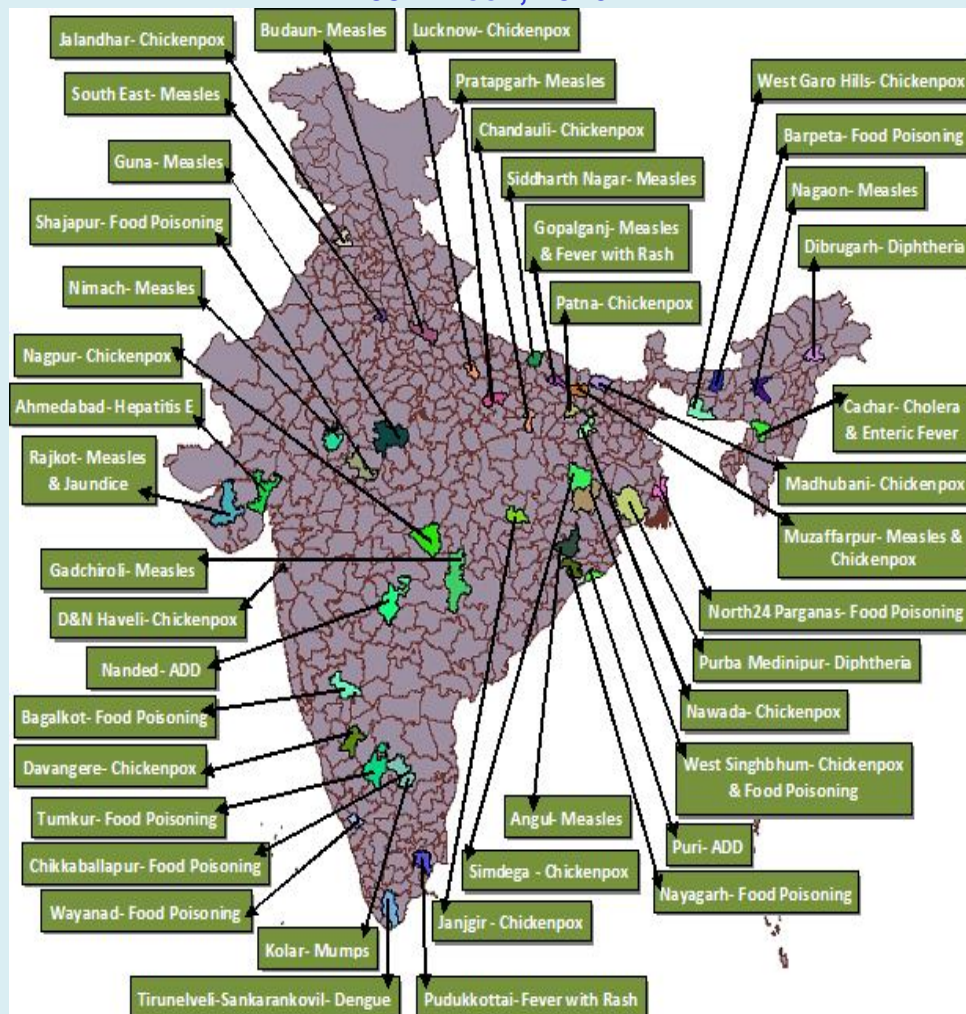 Jalandhar- Chickenpox
Budaun- Measles
Lucknow- Chickenpox
South East- Measles
Pratapgarh- Measles
West Garo Hills- Chickenpox
Chandauli- Chickenpox
Barpeta- Food Poisoning
Guna- Measles
Siddharth Nagar- Measles
Nagaon- Measles
Shajapur- Food Poisoning
Gopalganj- Measles
& Fever with Rash
Dibrugarh- Diphtheria
Nimach- Measles
Patna- Chickenpox
Nagpur- Chickenpox
Ahmedabad- Hepatitis E
Cachar- Cholera
& Enteric Fever
Rajkot- Measles
& Jaundice
Madhubani- Chickenpox
Muzaffarpur- Measles &
Chickenpox
Gadchiroli- Measles
D&N Haveli- Chickenpox
North24 Parganas- Food Poisoning
Nanded- ADD
Purba Medinipur- Diphtheria
Bagalkot- Food Poisoning
Nawada- Chickenpox
Davangere- Chickenpox
West Singhbhum- Chickenpox
& Food Poisoning
Tumkur- Food Poisoning
Angul- Measles
Puri- ADD
Chikkaballapur- Food Poisoning
Simdega - Chickenpox
Nayagarh- Food Poisoning
Wayanad- Food Poisoning
Janjgir - Chickenpox
Kolar- Mumps
Tirunelveli-Sankarankovil- Dengue
Pudukkottai- Fever with Rash